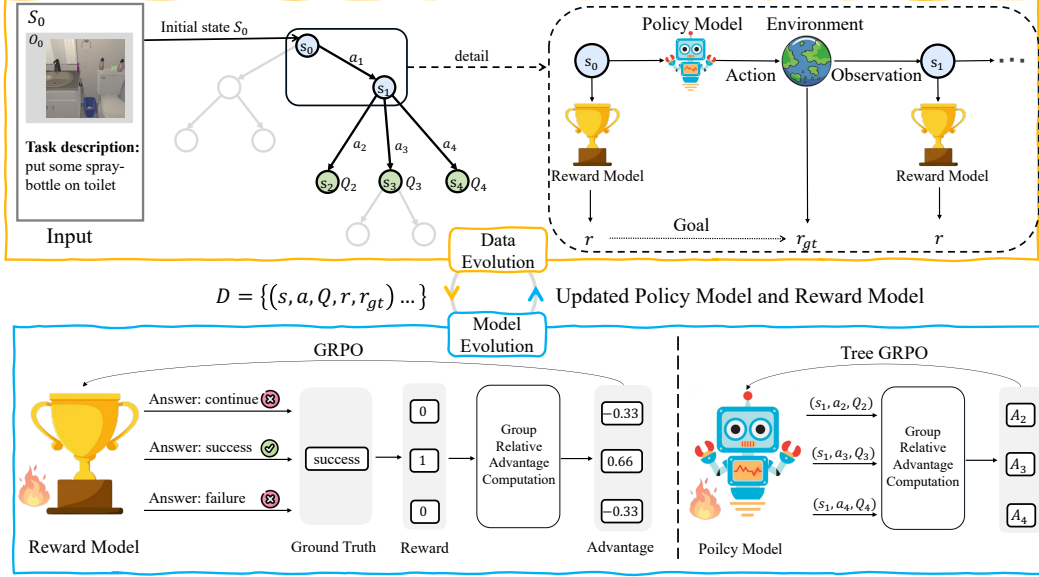 S₀
O₀
Task description:
put some spray-
bottle on toilet
Input
Initial state S₀
s₀
a₁
s₁
a₂
a₃
a₄
s₂ Q₂
s₃ Q₃
s₄ Q₄
detail
Policy Model
Environment
s₀
Action
Observation
s₁
...
Reward Model
Reward Model
r
Goal
r_gt
r
Data
Evolution
D = {(s, a, Q, r, r_gt) … }
Updated Policy Model and Reward Model
Model
Evolution
GRPO
Answer: continue
Answer: success
Answer: failure
success
0
1
0
Group
Relative
Advantage
Computation
−0.33
0.66
−0.33
Reward Model
Ground Truth
Reward
Advantage
Tree GRPO
(s₁, a₂, Q₂)
(s₁, a₃, Q₃)
(s₁, a₄, Q₄)
Group
Relative
Advantage
Computation
A₂
A₃
A₄
Poilcy Model